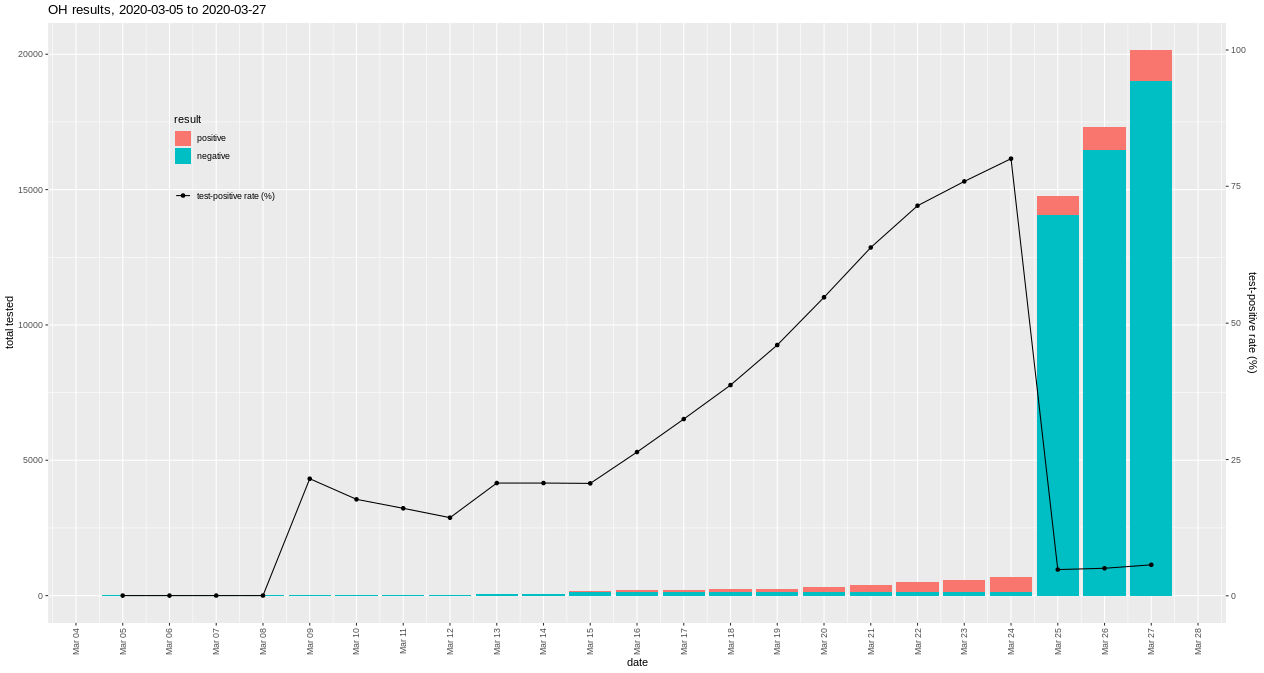 OH results, 2020-03-05 to 2020-03-27
20000
15000
10000
5000
0
total tested
result
positive
negative
test-positive rate (%)
100
75
50
25
0
test-positive rate (%)
Mar 04
Mar 05
Mar 06
Mar 07
Mar 08
Mar 09
Mar 10
Mar 11
Mar 12
Mar 13
Mar 14
Mar 15
Mar 16
Mar 17
Mar 18
Mar 19
Mar 20
Mar 21
Mar 22
Mar 23
Mar 24
Mar 25
Mar 26
Mar 27
Mar 28
date